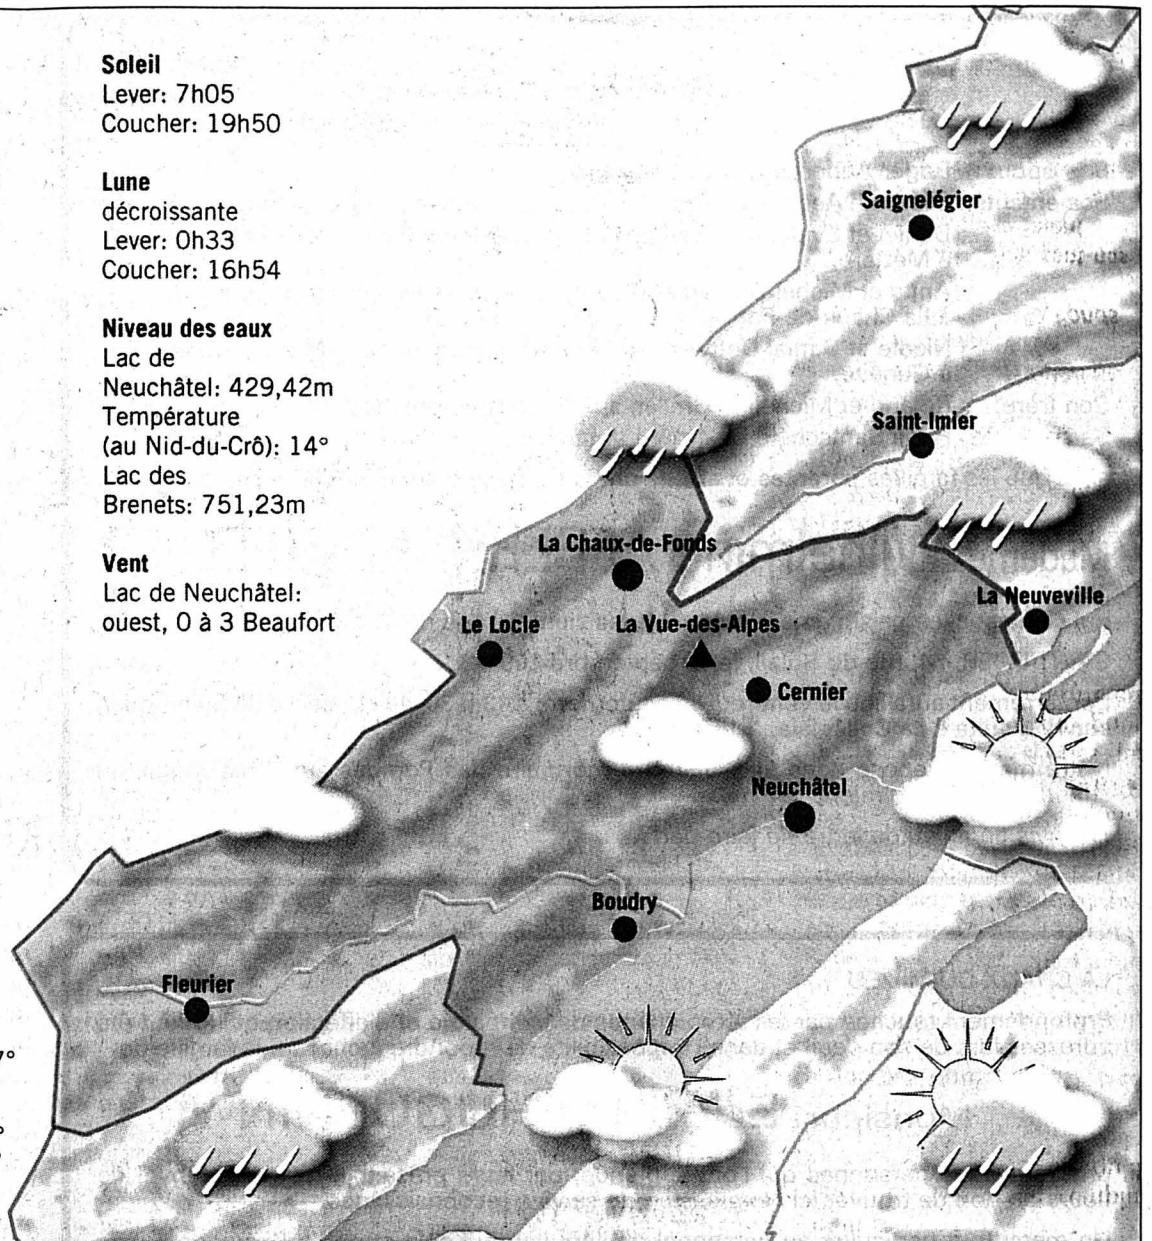 Soleil
Lever: 7h05
Coucher: 19h50
Lune
décroissante
Lever: 0h33
Coucher: 16h54
Niveau des eaux
Lac de
Neuchâtel: 429,42m
Température
(au Nid-du-Crô): 14°
Lac des
Brenets: 751,23m
Vent
Lac de Neuchâtel:
ouest, 0 à 3 Beaufort
Saignelégier
Saint-Imier
La Chaux-de-Fonds
La Neuveville
Le Locle
La Vue-des-Alpes
Cernier
Neuchâtel
Boudry
Fleurier